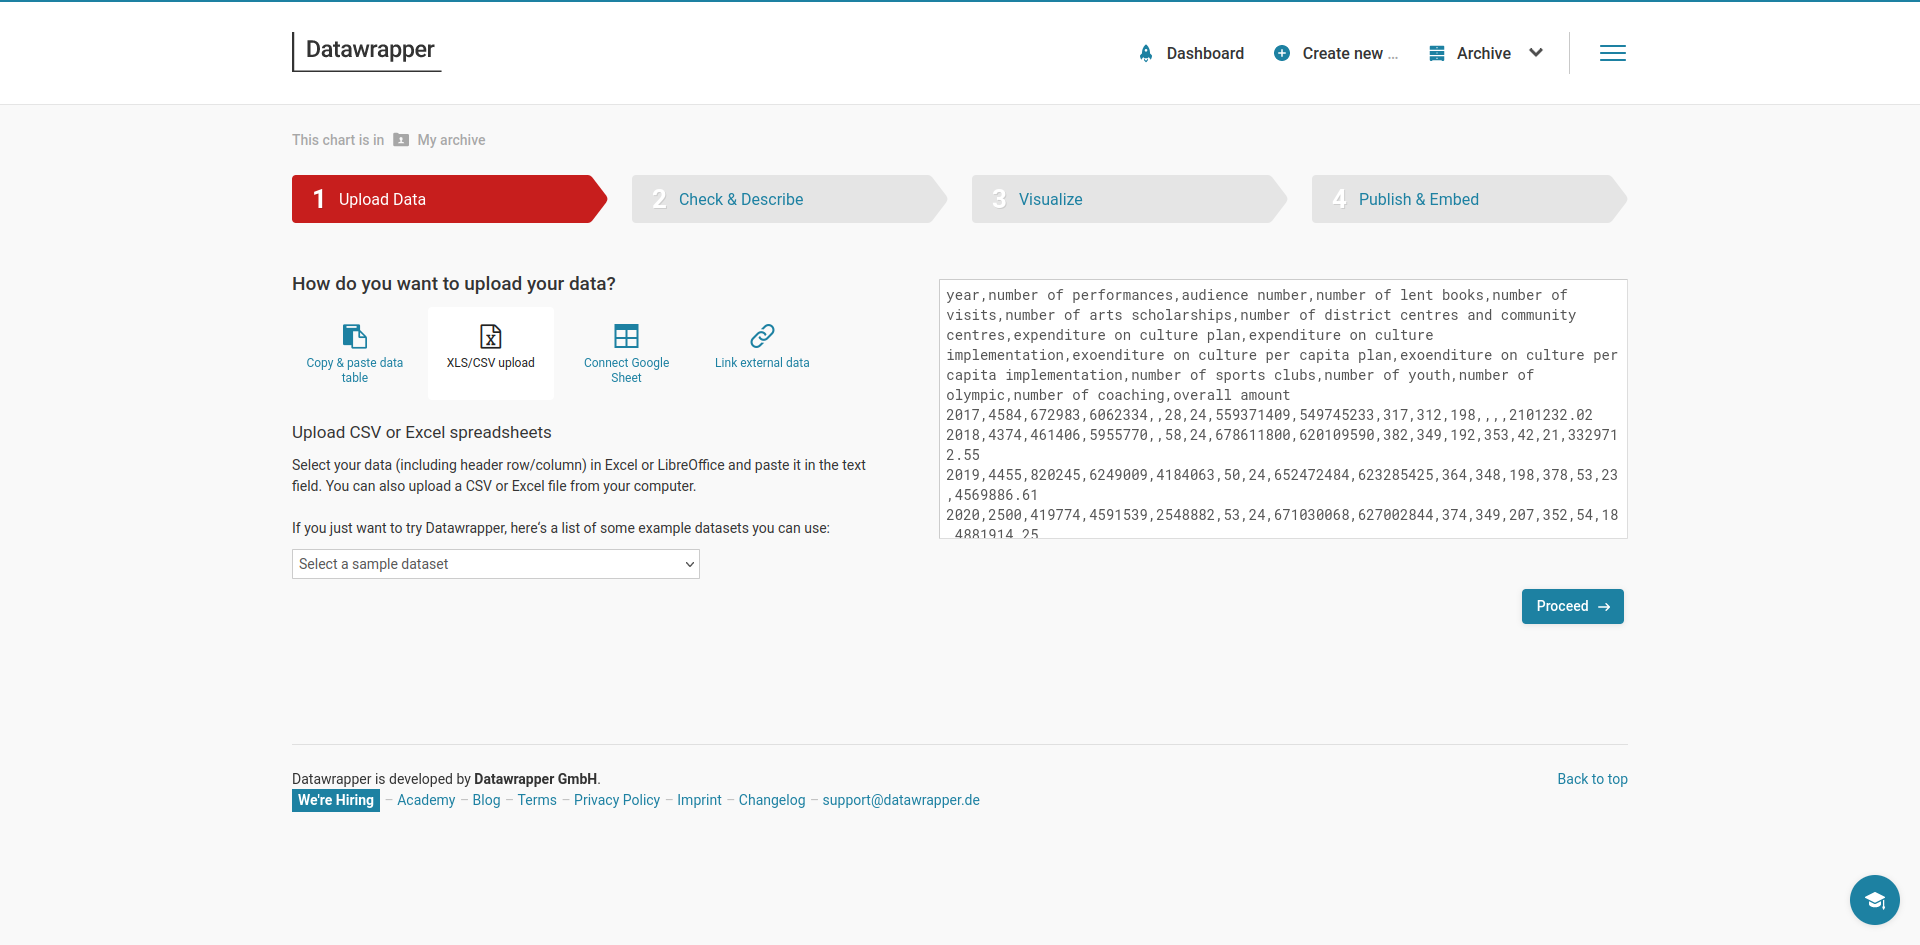 Datawrapper
Dashboard
Create new ...
Archive
This chart is in My archive
1 Upload Data
2 Check & Describe
3 Visualize
4 Publish & Embed
How do you want to upload your data?
Copy & paste data
table
XLS/CSV upload
Connect Google
Sheet
Link external data
Upload CSV or Excel spreadsheets
Select your data (including header row/column) in Excel or LibreOffice and paste it in the text
field. You can also upload a CSV or Excel file from your computer.
If you just want to try Datawrapper, here's a list of some example datasets you can use:
Select a sample dataset
year,number of performances,audience number,number of lent books,number of
visits,number of arts scholarships,number of district centres and community
centres,expenditure on culture plan,expenditure on culture
implementation,exoenditure on culture per capita plan,exoenditure on culture per
capita implementation,number of sports clubs,number of youth,number of
olympic,number of coaching,overall amount
2017,4584,672983,6062334,,28,24,559371409,549745233,317,312,198,,,,2101232.02
2018,4374,461406,5955770,,58,24,678611800,620109590,382,349,192,353,42,21,332971
2.55
2019,4455,820245,6249009,4184063,50,24,652472484,623285425,364,348,198,378,53,23
,4569886.61
2020,2500,419774,4591539,2548882,53,24,671030068,627002844,374,349,207,352,54,18
,4881914.25
Proceed →
Datawrapper is developed by Datawrapper GmbH.
Back to top
We're Hiring – Academy – Blog – Terms – Privacy Policy – Imprint – Changelog – support@datawrapper.de